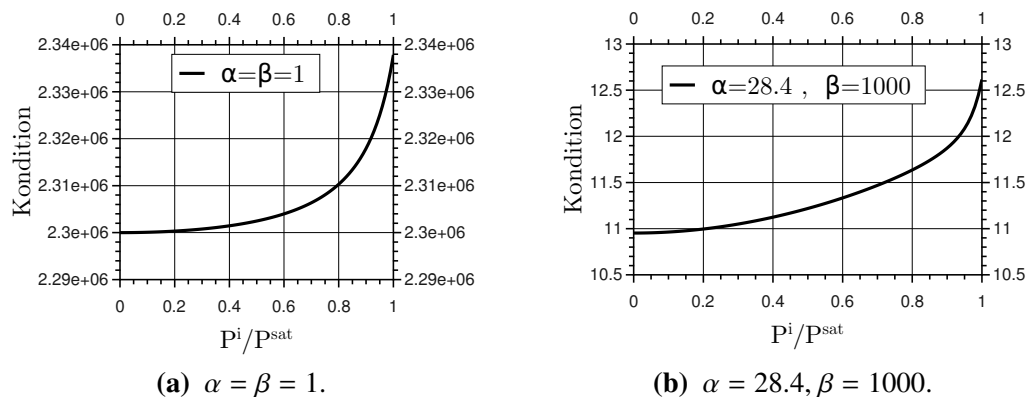 0 0.2 0.4 0.6 0.8 1
2.34e+06 2.34e+06
2.33e+06 2.33e+06
2.32e+06 2.32e+06
2.31e+06 2.31e+06
2.3e+06 2.3e+06
2.29e+06 2.29e+06
α=β=1
Kondition
0 0.2 0.4 0.6 0.8 1
Pⁱ/Pˢᵃᵗ
(a) α = β = 1.
0 0.2 0.4 0.6 0.8 1
13 13
12.5 12.5
12 12
11.5 11.5
11 11
10.5 10.5
α=28.4 , β=1000
Kondition
0 0.2 0.4 0.6 0.8 1
Pⁱ/Pˢᵃᵗ
(b) α = 28.4, β = 1000.